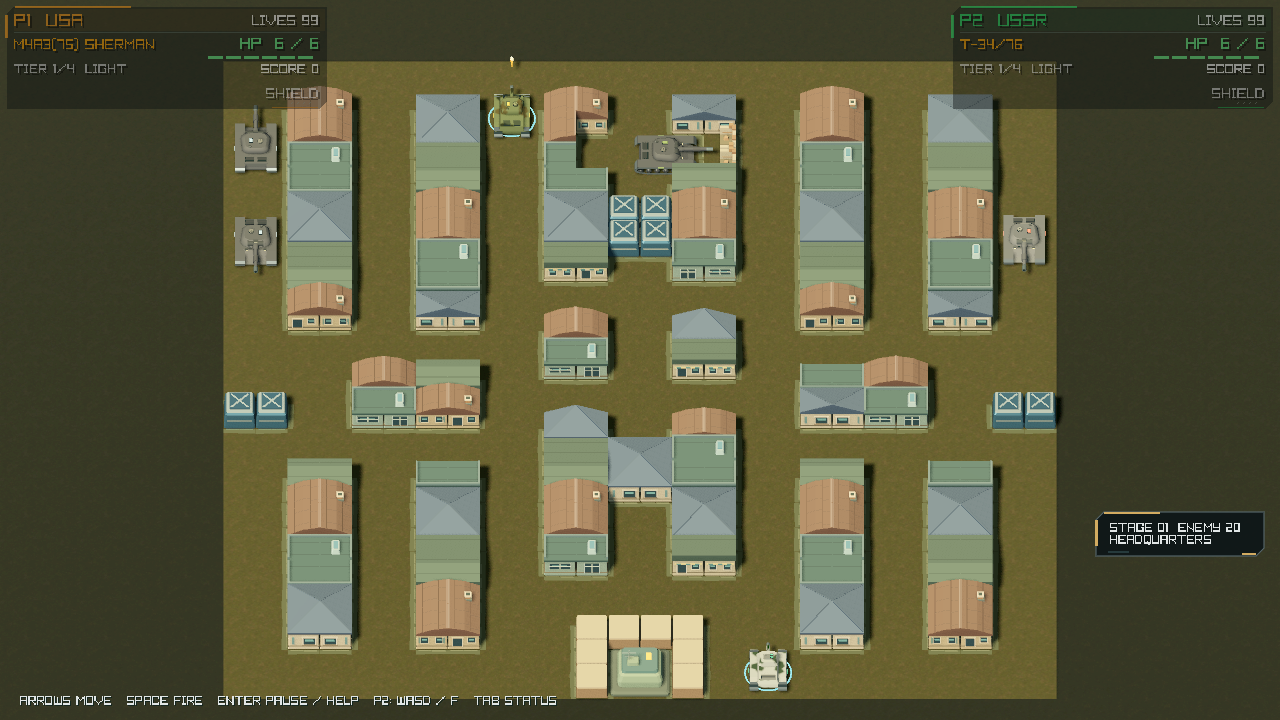 P1 USA LIVES 99
M4A3(75) SHERMAN HP 6 / 6
TIER 1/4 LIGHT SCORE 0
SHIELD
P2 USSR LIVES 99
T-34/76 HP 6 / 6
TIER 1/4 LIGHT SCORE 0
SHIELD
STAGE 01 ENEMY 20
HEADQUARTERS
ARROWS MOVE SPACE FIRE ENTER PAUSE / HELP P2: WASD / F TAB STATUS